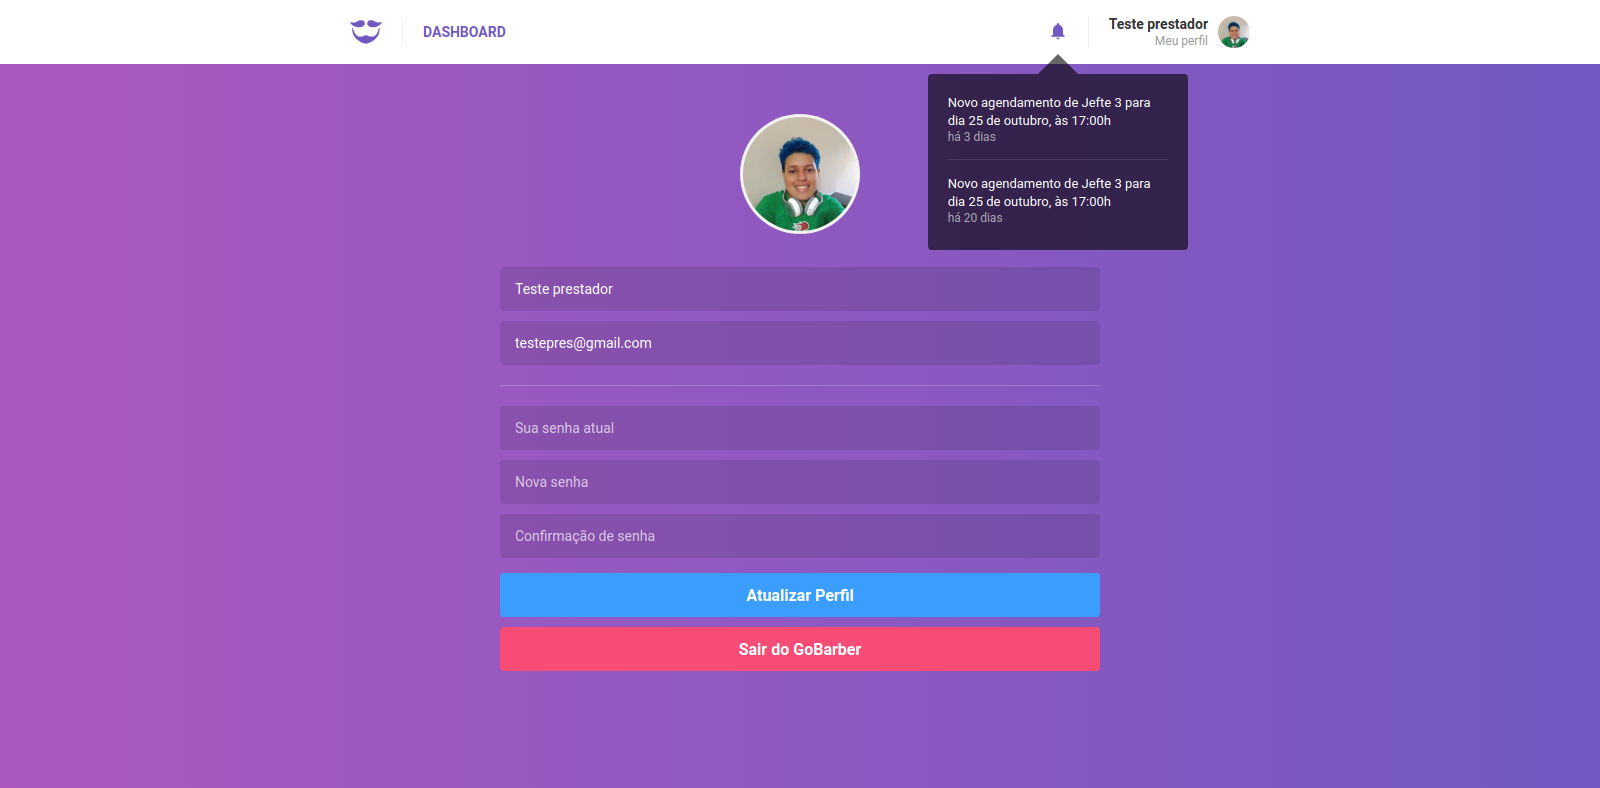 DASHBOARD
Teste prestador
Meu perfil
Novo agendamento de Jefte 3 para
dia 25 de outubro, às 17:00h
há 3 dias
Novo agendamento de Jefte 3 para
dia 25 de outubro, às 17:00h
há 20 dias
Teste prestador
testepres@gmail.com
Sua senha atual
Nova senha
Confirmação de senha
Atualizar Perfil
Sair do GoBarber